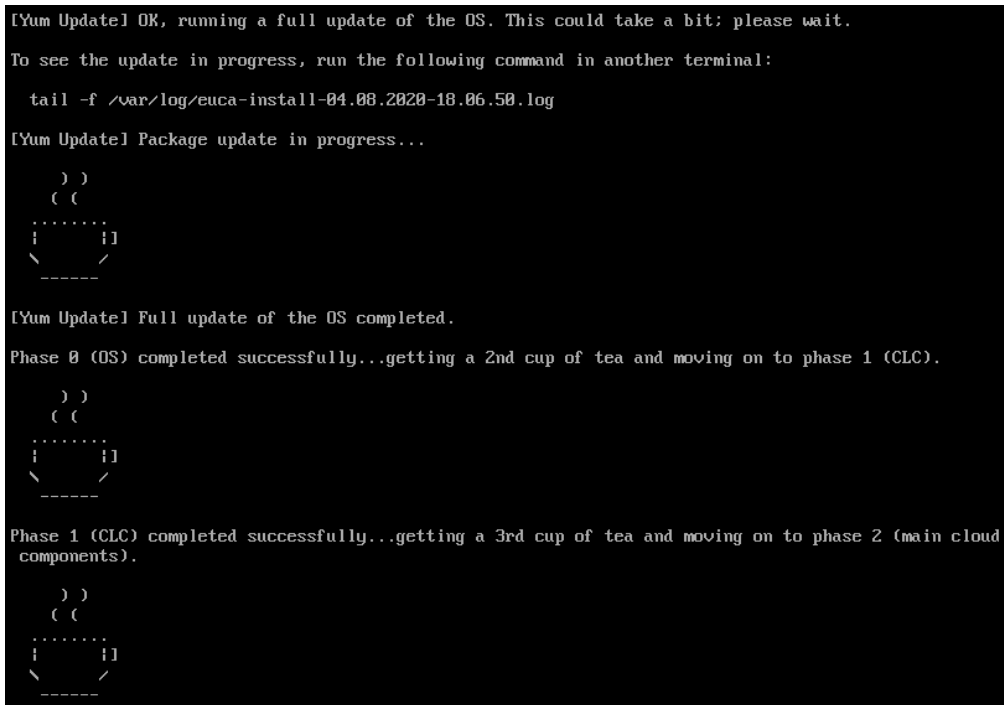 [Yum Update] OK, running a full update of the OS. This could take a bit; please wait.
To see the update in progress, run the following command in another terminal:
  tail -f /var/log/euca-install-04.08.2020-18.06.50.log
[Yum Update] Package update in progress...
     ) )
    ( (
  ........
  ¦      ¦]
  \      /
   ------
[Yum Update] Full update of the OS completed.
Phase 0 (OS) completed successfully...getting a 2nd cup of tea and moving on to phase 1 (CLC).
     ) )
    ( (
  ........
  ¦      ¦]
  \      /
   ------
Phase 1 (CLC) completed successfully...getting a 3rd cup of tea and moving on to phase 2 (main cloud
 components).
     ) )
    ( (
  ........
  ¦      ¦]
  \      /
   ------